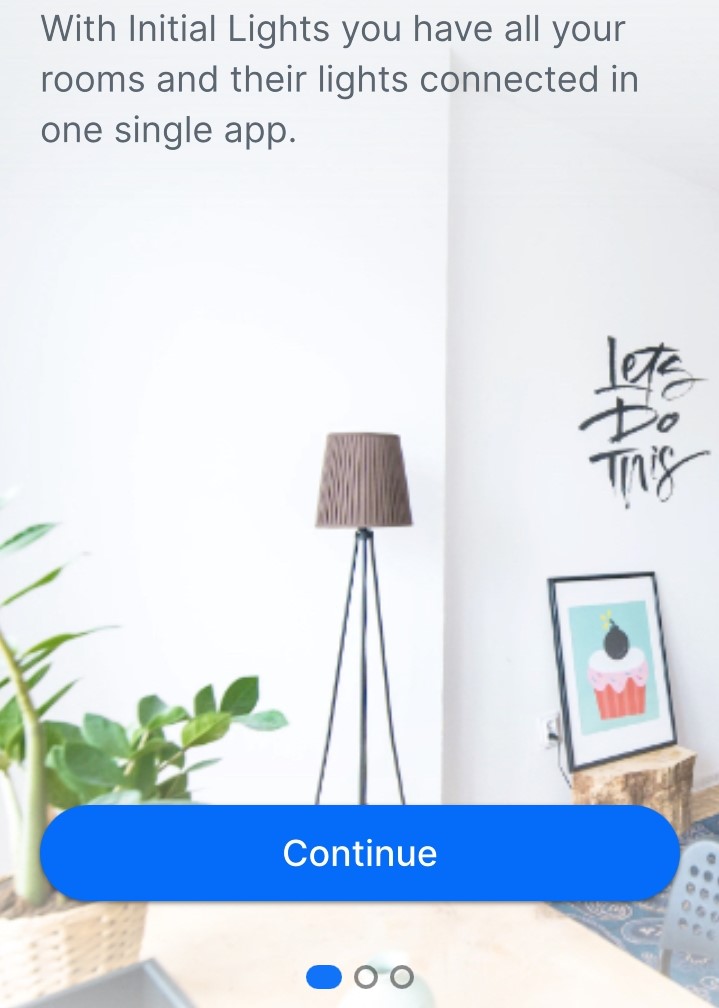 With Initial Lights you have all your
rooms and their lights connected in
one single app.
Lets
Do
This
Continue